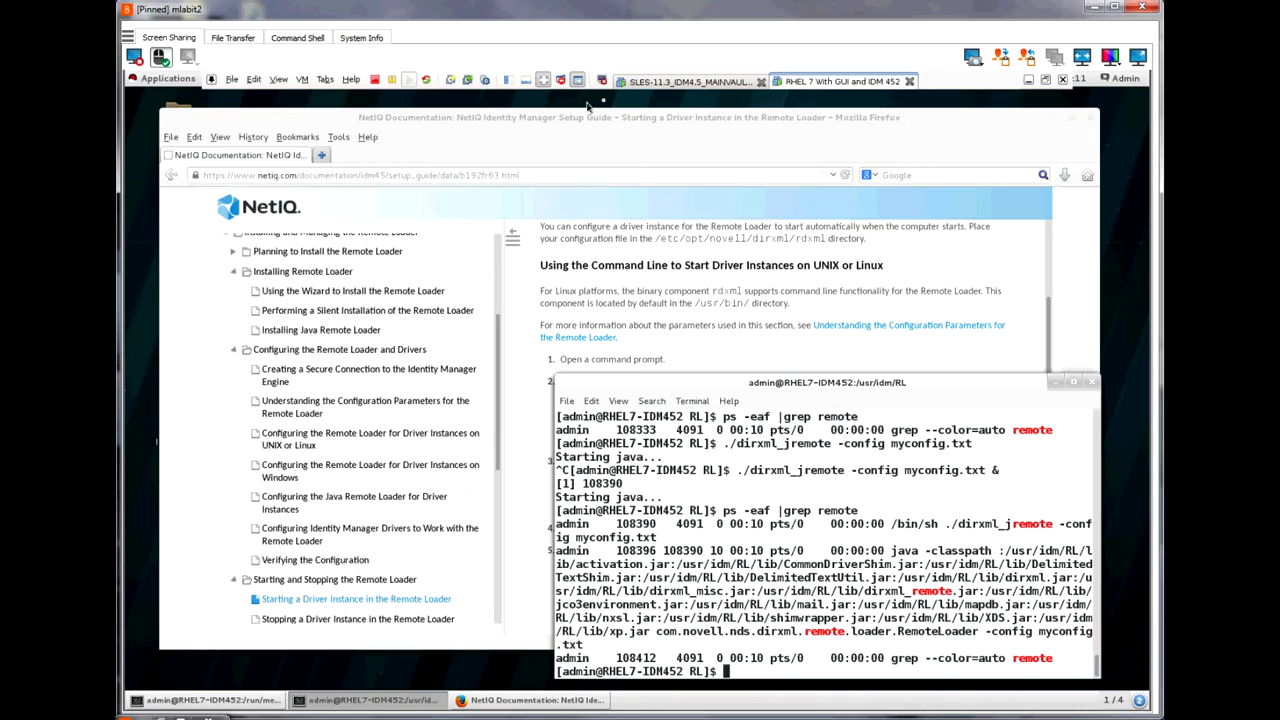 [Pinned] mlabit2
Screen Sharing File Transfer Command Shell System Info
Applications File Edit View VM Tabs Help SLES-11.3_IDM4.5_MAINVAUL... RHEL 7 With GUI and IDM 452 :11 Admin
NetIQ Documentation: NetIQ Identity Manager Setup Guide - Starting a Driver Instance in the Remote Loader - Mozilla Firefox
File Edit View History Bookmarks Tools Help
NetIQ Documentation: NetIQ Id...
https://www.netiq.com/documentation/idm45/setup_guide/data/b192fr63.html Google
NetIQ.
Installing and Managing the Remote Loader
Planning to Install the Remote Loader
Installing Remote Loader
Using the Wizard to Install the Remote Loader
Performing a Silent Installation of the Remote Loader
Installing Java Remote Loader
Configuring the Remote Loader and Drivers
Creating a Secure Connection to the Identity Manager
Engine
Understanding the Configuration Parameters for the
Remote Loader
Configuring the Remote Loader for Driver Instances on
UNIX or Linux
Configuring the Remote Loader for Driver Instances on
Windows
Configuring the Java Remote Loader for Driver
Instances
Configuring Identity Manager Drivers to Work with the
Remote Loader
Verifying the Configuration
Starting and Stopping the Remote Loader
Starting a Driver Instance in the Remote Loader
Stopping a Driver Instance in the Remote Loader
You can configure a driver instance for the Remote Loader to start automatically when the computer starts. Place
your configuration file in the /etc/opt/novell/dirxml/rdxml directory.
Using the Command Line to Start Driver Instances on UNIX or Linux
For Linux platforms, the binary component rdxml supports command line functionality for the Remote Loader. This
component is located by default in the /usr/bin/ directory.
For more information about the parameters used in this section, see Understanding the Configuration Parameters for
the Remote Loader.
1. Open a command prompt.
2.
3.
4.
5.
admin@RHEL7-IDM452:/usr/idm/RL
File Edit View Search Terminal Help
[admin@RHEL7-IDM452 RL]$ ps -eaf |grep remote
admin 108333 4091 0 00:10 pts/0 00:00:00 grep --color=auto remote
[admin@RHEL7-IDM452 RL]$ ./dirxml_jremote -config myconfig.txt
Starting java...
^C[admin@RHEL7-IDM452 RL]$ ./dirxml_jremote -config myconfig.txt &
[1] 108390
Starting java...
[admin@RHEL7-IDM452 RL]$ ps -eaf |grep remote
admin 108390 4091 0 00:10 pts/0 00:00:00 /bin/sh ./dirxml_jremote -conf
ig myconfig.txt
admin 108396 108390 10 00:10 pts/0 00:00:00 java -classpath :/usr/idm/RL/l
ib/activation.jar:/usr/idm/RL/lib/CommonDriverShim.jar:/usr/idm/RL/lib/Delimited
TextShim.jar:/usr/idm/RL/lib/DelimitedTextUtil.jar:/usr/idm/RL/lib/dirxml.jar:/u
sr/idm/RL/lib/dirxml_misc.jar:/usr/idm/RL/lib/dirxml_remote.jar:/usr/idm/RL/lib/
jco3environment.jar:/usr/idm/RL/lib/mail.jar:/usr/idm/RL/lib/mapdb.jar:/usr/idm/
RL/lib/nxsl.jar:/usr/idm/RL/lib/shimwrapper.jar:/usr/idm/RL/lib/XDS.jar:/usr/idm
/RL/lib/xp.jar com.novell.nds.dirxml.remote.loader.RemoteLoader -config myconfig
.txt
admin 108412 4091 0 00:10 pts/0 00:00:00 grep --color=auto remote
[admin@RHEL7-IDM452 RL]$
admin@RHEL7-IDM452:/run/me... admin@RHEL7-IDM452:/usr/id... NetIQ Documentation: NetIQ Ide... 1 / 4 2